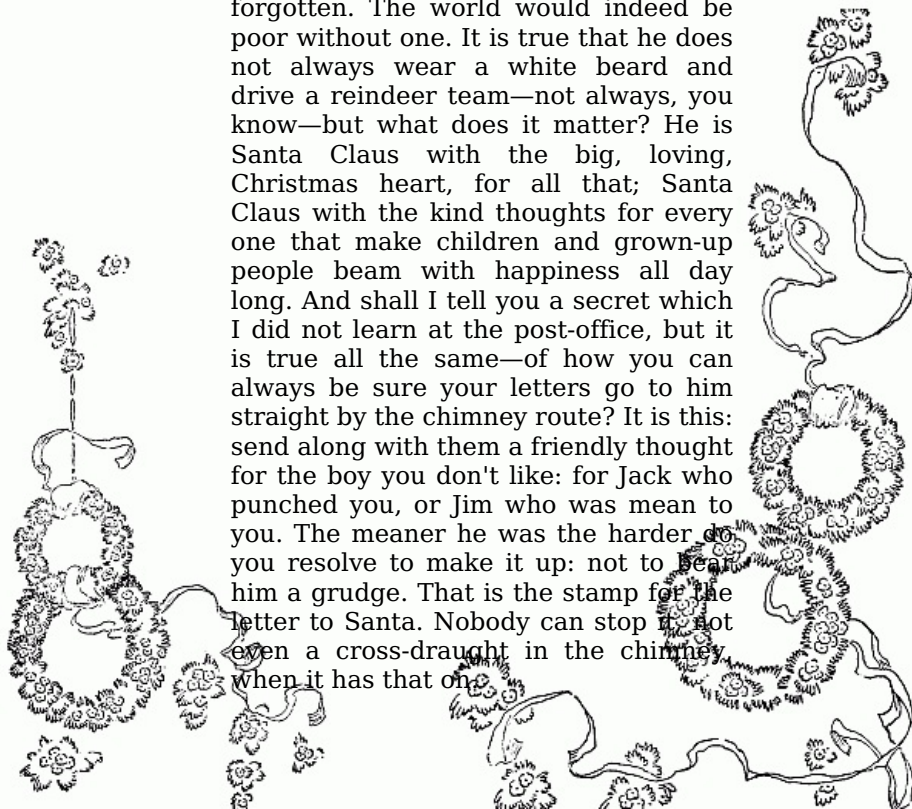 forgotten. The world would indeed be
poor without one. It is true that he does
not always wear a white beard and
drive a reindeer team—not always, you
know—but what does it matter? He is
Santa Claus with the big, loving,
Christmas heart, for all that; Santa
Claus with the kind thoughts for every
one that make children and grown-up
people beam with happiness all day
long. And shall I tell you a secret which
I did not learn at the post-office, but it
is true all the same—of how you can
always be sure your letters go to him
straight by the chimney route? It is this:
send along with them a friendly thought
for the boy you don't like: for Jack who
punched you, or Jim who was mean to
you. The meaner he was the harder do
you resolve to make it up: not to bear
him a grudge. That is the stamp for the
letter to Santa. Nobody can stop it, not
even a cross-draught in the chimney,
when it has that on.